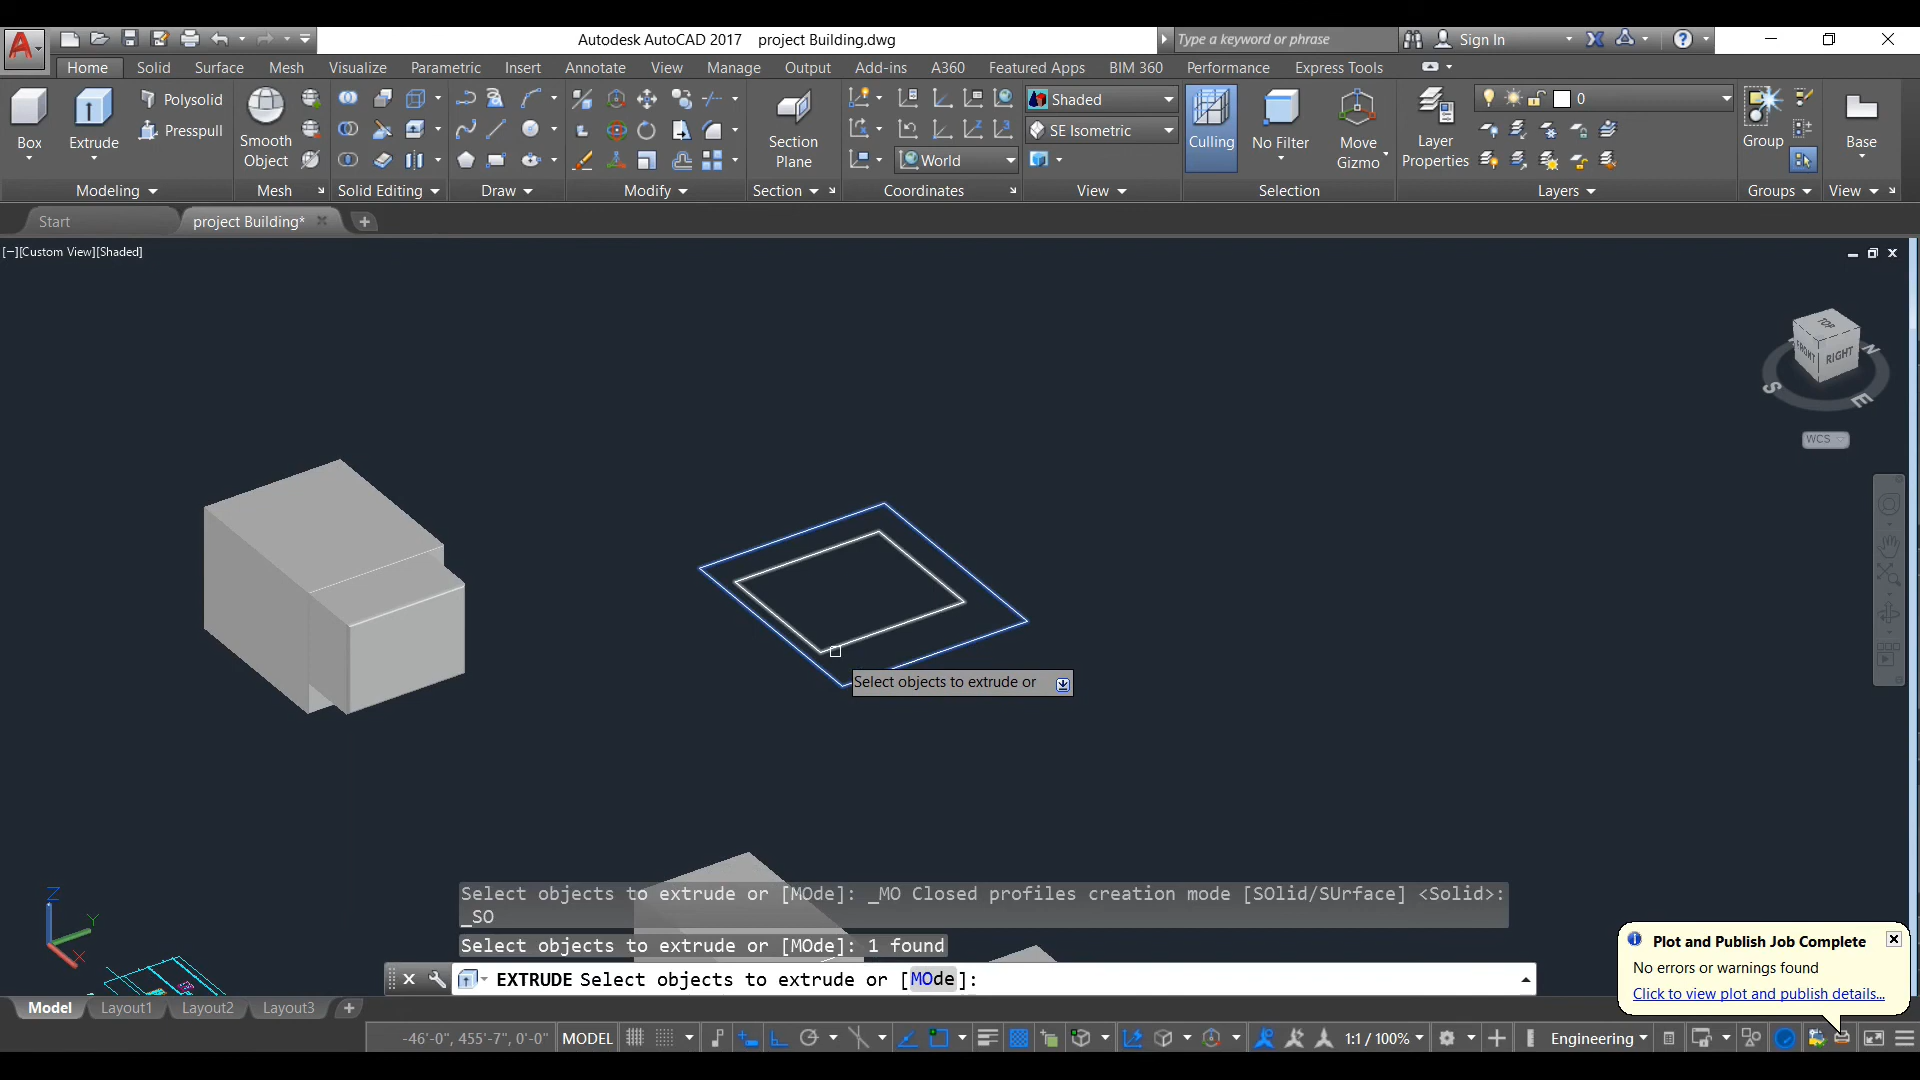 Autodesk AutoCAD 2017 project Building.dwg
Type a keyword or phrase
Sign In
Home Solid Surface Mesh Visualize Parametric Insert Annotate View Manage Output Add-ins A360 Featured Apps BIM 360 Performance Express Tools
Box
Extrude
Polysolid
Presspull
Smooth Object
Section Plane
World
Shaded
SE Isometric
Culling
No Filter
Move Gizmo
Layer Properties
0
Group
Base
Modeling Mesh Solid Editing Draw Modify Section Coordinates View Selection Layers Groups View
Start
project Building*
[−][Custom View][Shaded]
TOP
FRONT
RIGHT
N
S
E
WCS
Select objects to extrude or
Z
Y
X
Select objects to extrude or [MOde]: _MO Closed profiles creation mode [SOlid/SUrface] <Solid>:
_SO
Select objects to extrude or [MOde]: 1 found
EXTRUDE Select objects to extrude or [MOde]:
Plot and Publish Job Complete
No errors or warnings found
Click to view plot and publish details...
Model Layout1 Layout2 Layout3
-46'-0", 455'-7", 0'-0" MODEL 1:1 / 100% Engineering